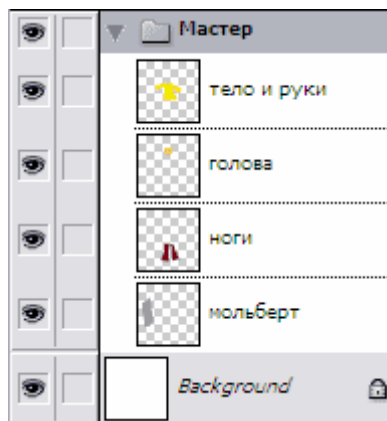 Мастер
тело и руки
голова
ноги
мольберт
Background